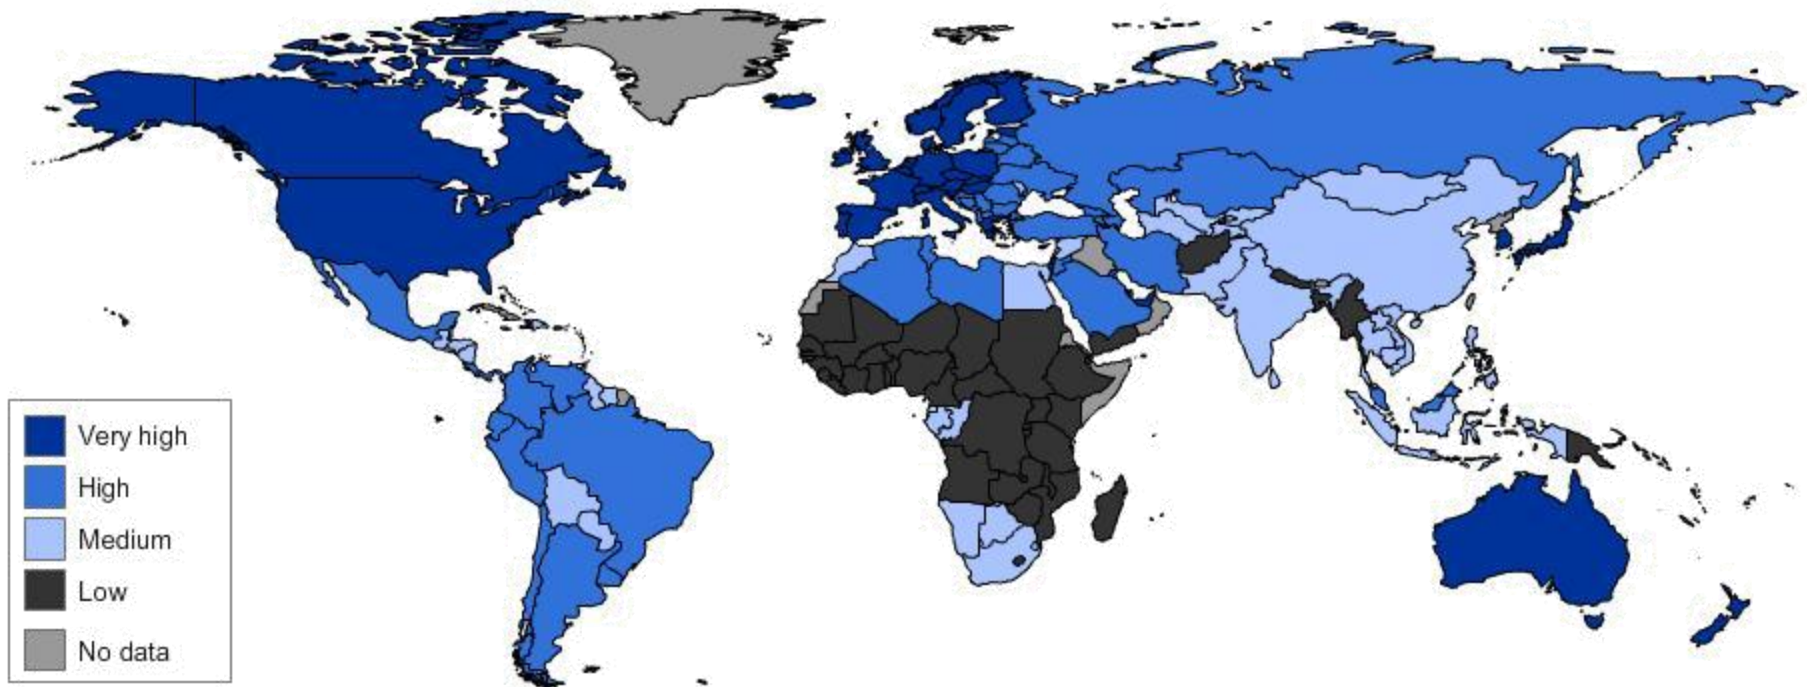 Very high
High
Medium
Low
No data